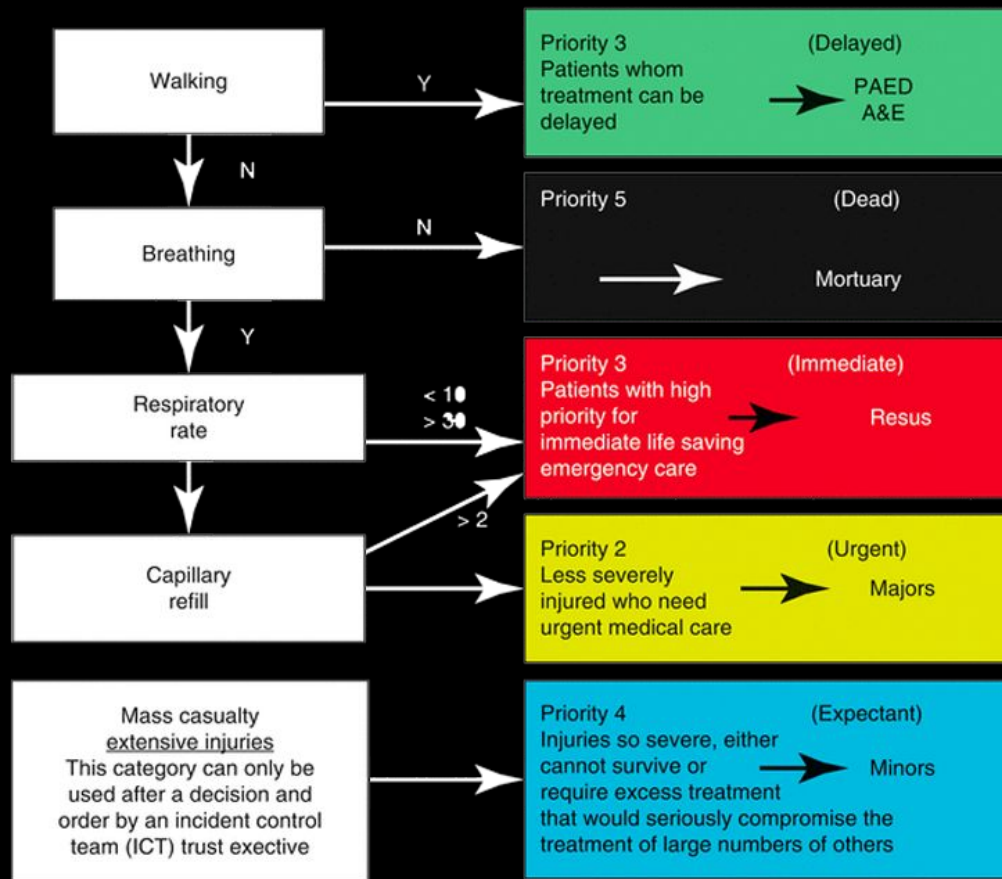 Walking
Y
Priority 3 (Delayed)
Patients whom
treatment can be
delayed
PAED
A&E
N
Breathing
N
Priority 5 (Dead)
Mortuary
Y
Respiratory
rate
< 10
> 30
Priority 3 (Immediate)
Patients with high
priority for
immediate life saving
emergency care
Resus
> 2
Capillary
refill
Priority 2 (Urgent)
Less severely
injured who need
urgent medical care
Majors
Mass casualty
extensive injuries
This category can only be
used after a decision and
order by an incident control
team (ICT) trust exective
Priority 4 (Expectant)
Injuries so severe, either
cannot survive or
require excess treatment
that would seriously compromise the
treatment of large numbers of others
Minors